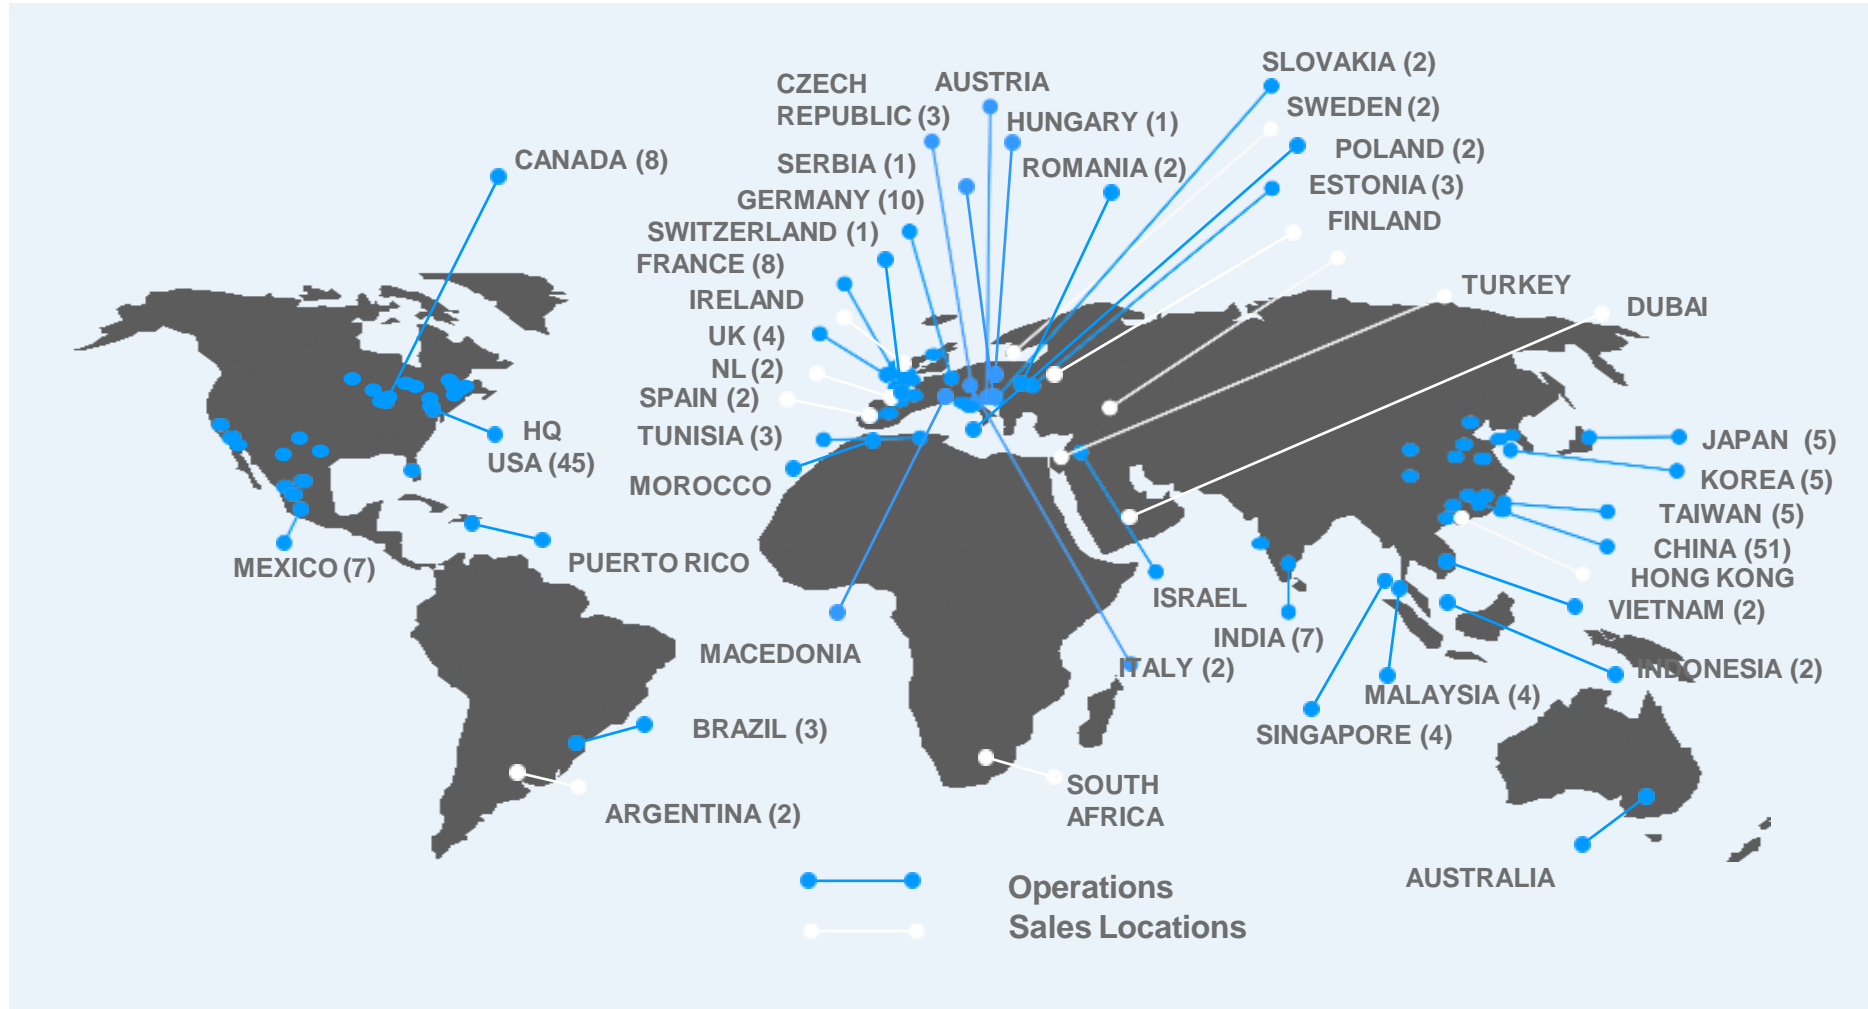 SLOVAKIA (2)
CZECH
REPUBLIC (3)
AUSTRIA
SWEDEN (2)
HUNGARY (1)
POLAND (2)
CANADA (8)
SERBIA (1)
ROMANIA (2)
ESTONIA (3)
GERMANY (10)
FINLAND
SWITZERLAND (1)
FRANCE (8)
IRELAND
TURKEY
DUBAI
UK (4)
NL (2)
SPAIN (2)
HQ
USA (45)
TUNISIA (3)
JAPAN (5)
MOROCCO
KOREA (5)
TAIWAN (5)
CHINA (51)
MEXICO (7)
PUERTO RICO
HONG KONG
ISRAEL
VIETNAM (2)
INDIA (7)
MACEDONIA
ITALY (2)
INDONESIA (2)
MALAYSIA (4)
BRAZIL (3)
SINGAPORE (4)
SOUTH
AFRICA
ARGENTINA (2)
AUSTRALIA
Operations
Sales Locations